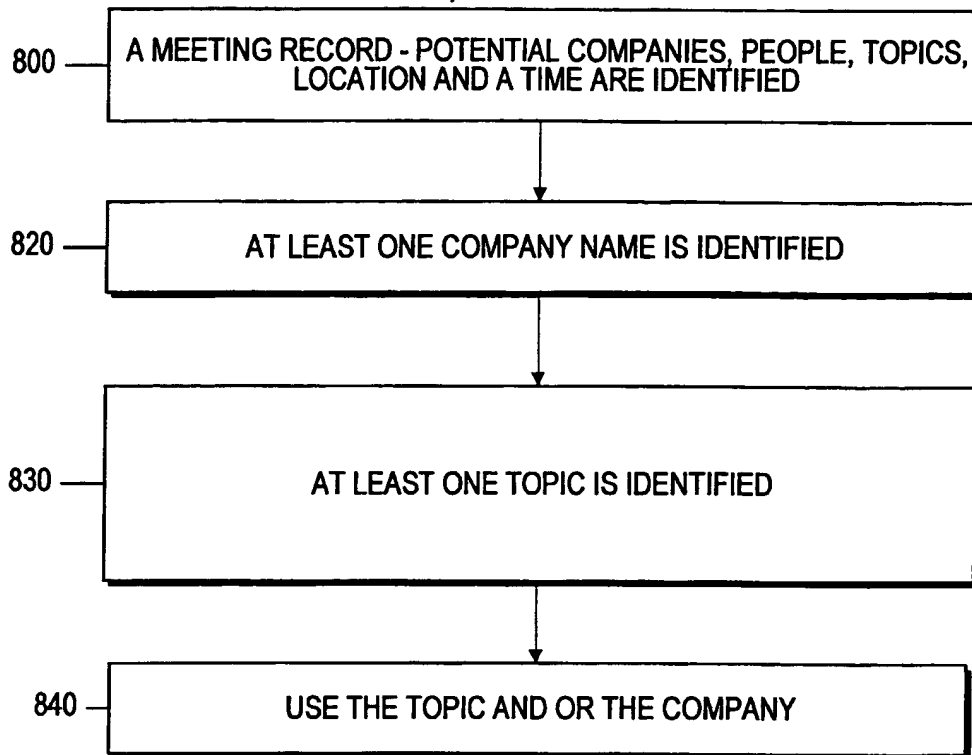 800
A MEETING RECORD - POTENTIAL COMPANIES, PEOPLE, TOPICS,
LOCATION AND A TIME ARE IDENTIFIED
820
AT LEAST ONE COMPANY NAME IS IDENTIFIED
830
AT LEAST ONE TOPIC IS IDENTIFIED
840
USE THE TOPIC AND OR THE COMPANY